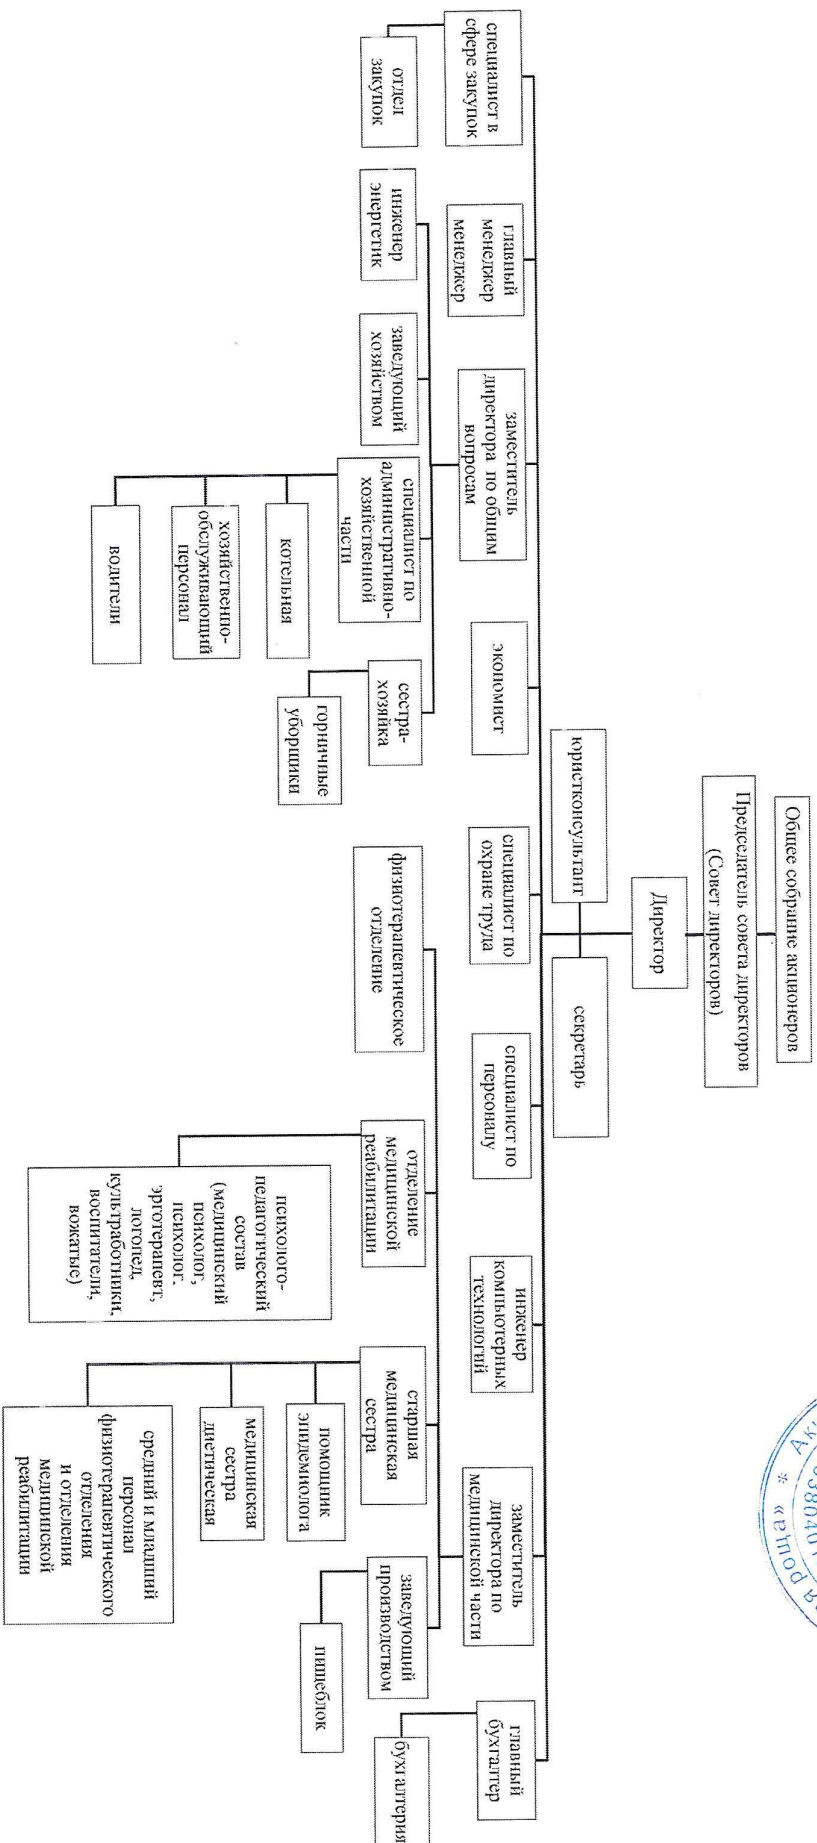 Общее собрание акционеров
Председатель совета директоров
(Совет директоров)
Директор
юристконсультант
секретарь
специалист в
сфере закупок
главный
менеджер
менеджер
заместитель
директора по общим
вопросам
экономист
специалист по
охране труда
специалист по
персоналу
инженер
компьютерных
технологий
заместитель
директора по
медицинской части
главный
бухгалтер
отдел
закупок
инженер
энергетик
заведующий
хозяйством
специалист по
административно-
хозяйственной
части
котельная
хозяйственно-
обслуживающий
персонал
водители
сестра-
хозяйка
горничные
уборщики
физиотерапевтическое
отделение
отделение
медицинской
реабилитации
психолого-
педагогический
состав
(медицинский
психолог,
психолог,
эрготерапевт,
логопед,
культработники,
воспитатели,
вожатые)
старшая
медицинская
сестра
помощник
эпидемиолога
медицинская
сестра
диетическая
средний и младший
персонал
физиотерапевтического
отделения
и отделения
медицинской
реабилитации
заведующий
производством
пищеблок
бухгалтерия
роща» *